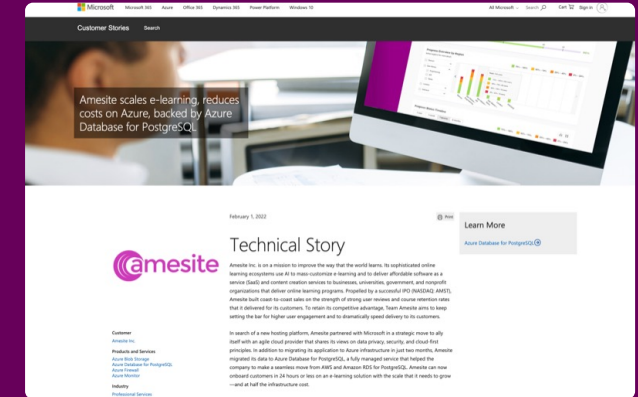 Microsoft Microsoft 365 Azure Office 365 Dynamics 365 Power Platform Windows 10 All Microsoft Search Cart Sign in
Customer Stories Search
Amesite scales e-learning, reduces
costs on Azure, backed by Azure
Database for PostgreSQL
February 1, 2022 Print
Learn More
Azure Database for PostgreSQL
Technical Story
amesite
Amesite Inc. is on a mission to improve the way that the world learns. Its sophisticated online
learning ecosystems use AI to mass-customize e-learning and to deliver affordable software as a
service (SaaS) and content creation services to businesses, universities, government, and nonprofit
organizations that deliver online learning programs. Propelled by a successful IPO (NASDAQ: AMST),
Amesite built coast-to-coast sales on the strength of strong user reviews and course retention rates
that it delivered for its customers. To retain its competitive advantage, Team Amesite aims to keep
setting the bar for higher user engagement and to dramatically speed delivery to its customers.
In search of a new hosting platform, Amesite partnered with Microsoft in a strategic move to ally
itself with an agile cloud provider that shares its views on data privacy, security, and cloud-first
principles. In addition to migrating its application to Azure infrastructure in just two months, Amesite
migrated its data to Azure Database for PostgreSQL, a fully managed service that helped the
company to make a seamless move from AWS and Amazon RDS for PostgreSQL. Amesite can now
onboard customers in 24 hours or less on an e-learning solution with the scale that it needs to grow
—and at half the infrastructure cost.
Customer
Amesite Inc.
Products and Services
Azure Blob Storage
Azure Database for PostgreSQL
Azure Firewall
Azure Monitor
Industry
Professional Services